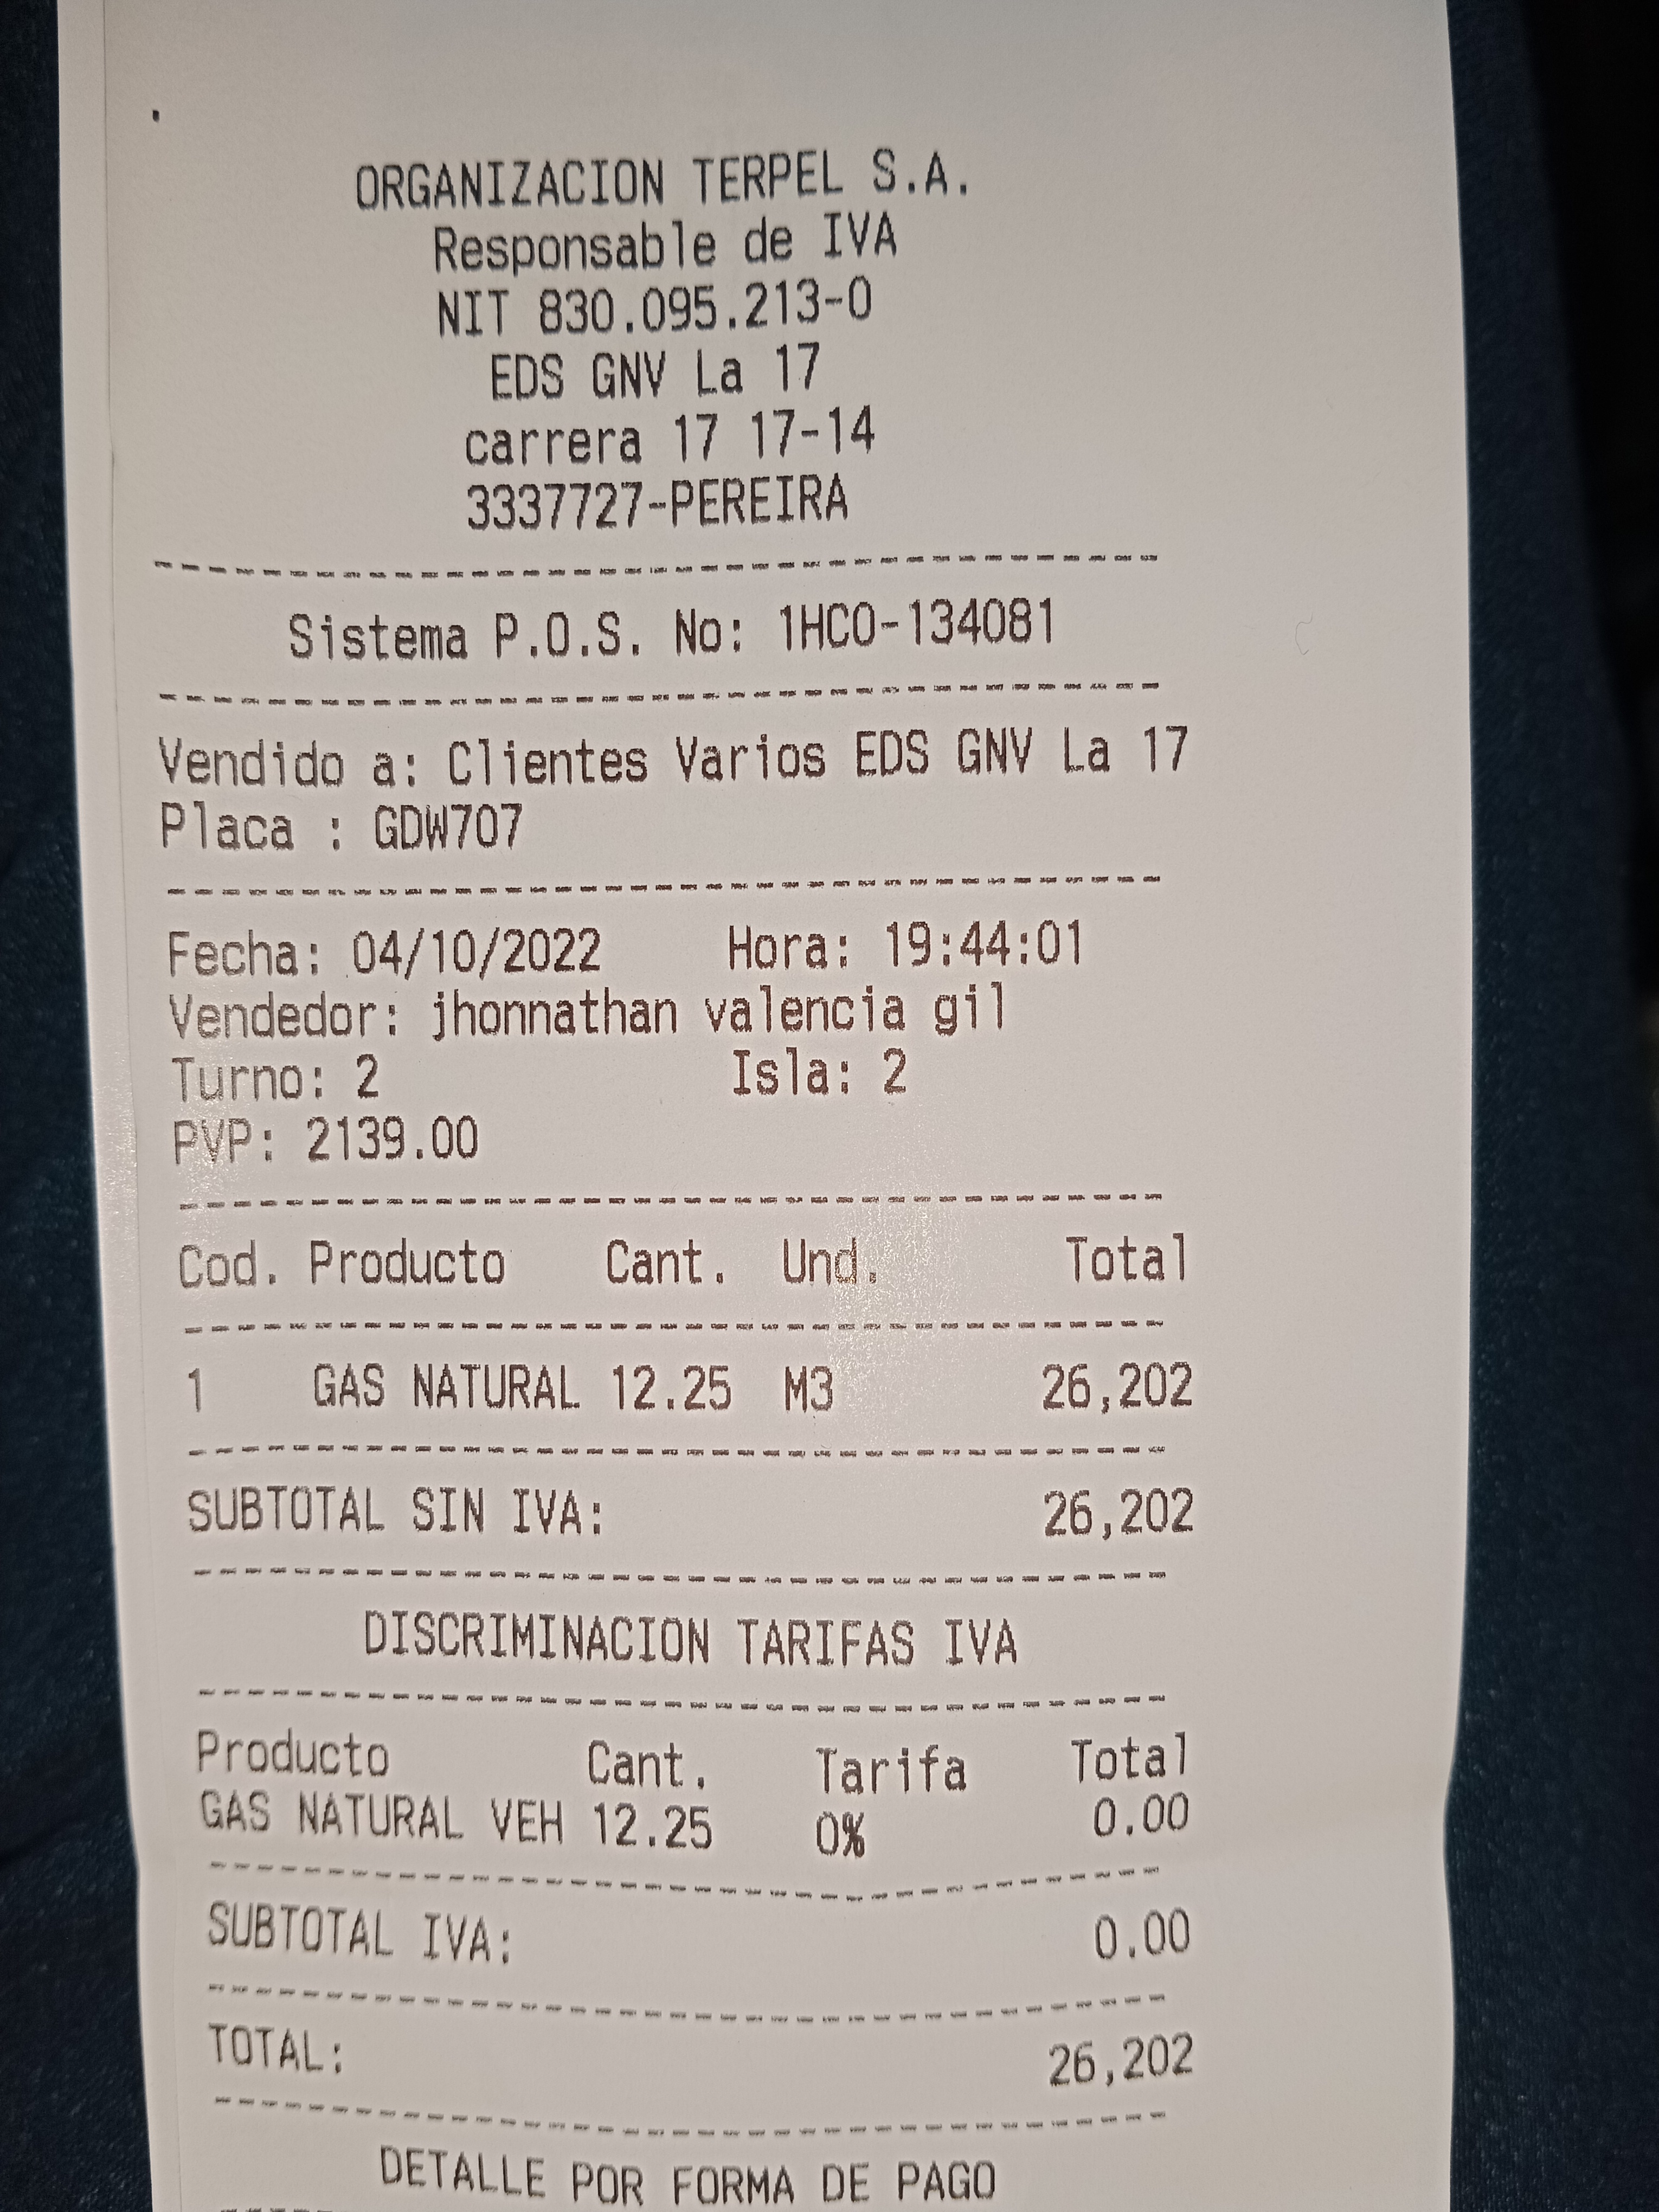 ORGANIZACION TERPEL S.A.
Responsable de IVA
NIT 830.095.213-0
EDS GNV La 17
carrera 17 17-14
3337727-PEREIRA
Sistema P.O.S. No: 1HCO-134081
Vendido a: Clientes Varios EDS GNV La 17
Placa : GDW707
Fecha: 04/10/2022 Hora: 19:44:01
Vendedor: jhonnathan valencia gil
Turno: 2 Isla: 2
PVP: 2139.00
Cod. Producto Cant. Und. Total
1 GAS NATURAL 12.25 M3 26,202
SUBTOTAL SIN IVA: 26,202
DISCRIMINACION TARIFAS IVA
Producto Cant. Tarifa Total
GAS NATURAL VEH 12.25 0% 0.00
SUBTOTAL IVA: 0.00
TOTAL: 26,202
DETALLE POR FORMA DE PAGO